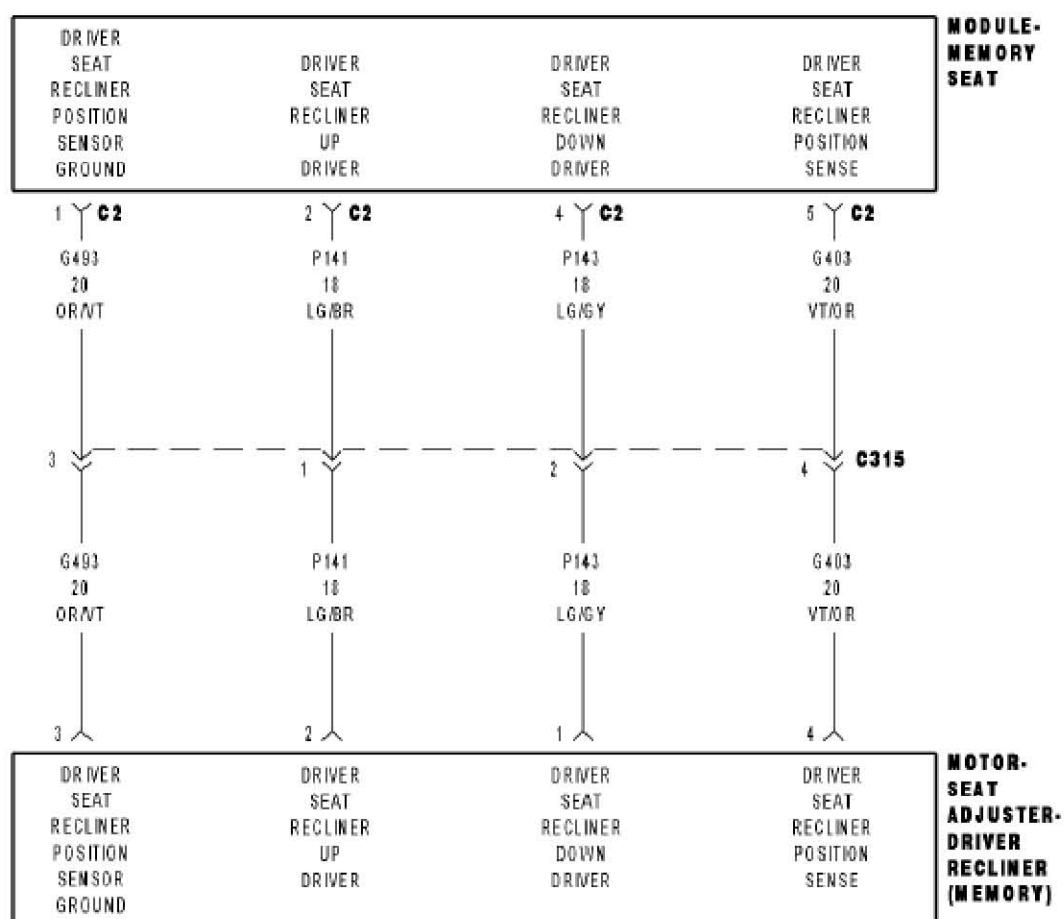 DRIVER
SEAT
RECLINER
POSITION
SENSOR
GROUND
DRIVER
SEAT
RECLINER
UP
DRIVER
DRIVER
SEAT
RECLINER
DOWN
DRIVER
DRIVER
SEAT
RECLINER
POSITION
SENSE
MODULE-
MEMORY
SEAT
1 C2
2 C2
4 C2
5 C2
G493
20
OR/VT
P141
18
LG/BR
P143
18
LG/GY
G403
20
VT/OR
3
1
2
4
C315
G493
20
OR/VT
P141
18
LG/BR
P143
18
LG/GY
G403
20
VT/OR
3
2
1
4
DRIVER
SEAT
RECLINER
POSITION
SENSOR
GROUND
DRIVER
SEAT
RECLINER
UP
DRIVER
DRIVER
SEAT
RECLINER
DOWN
DRIVER
DRIVER
SEAT
RECLINER
POSITION
SENSE
MOTOR-
SEAT
ADJUSTER-
DRIVER
RECLINER
(MEMORY)